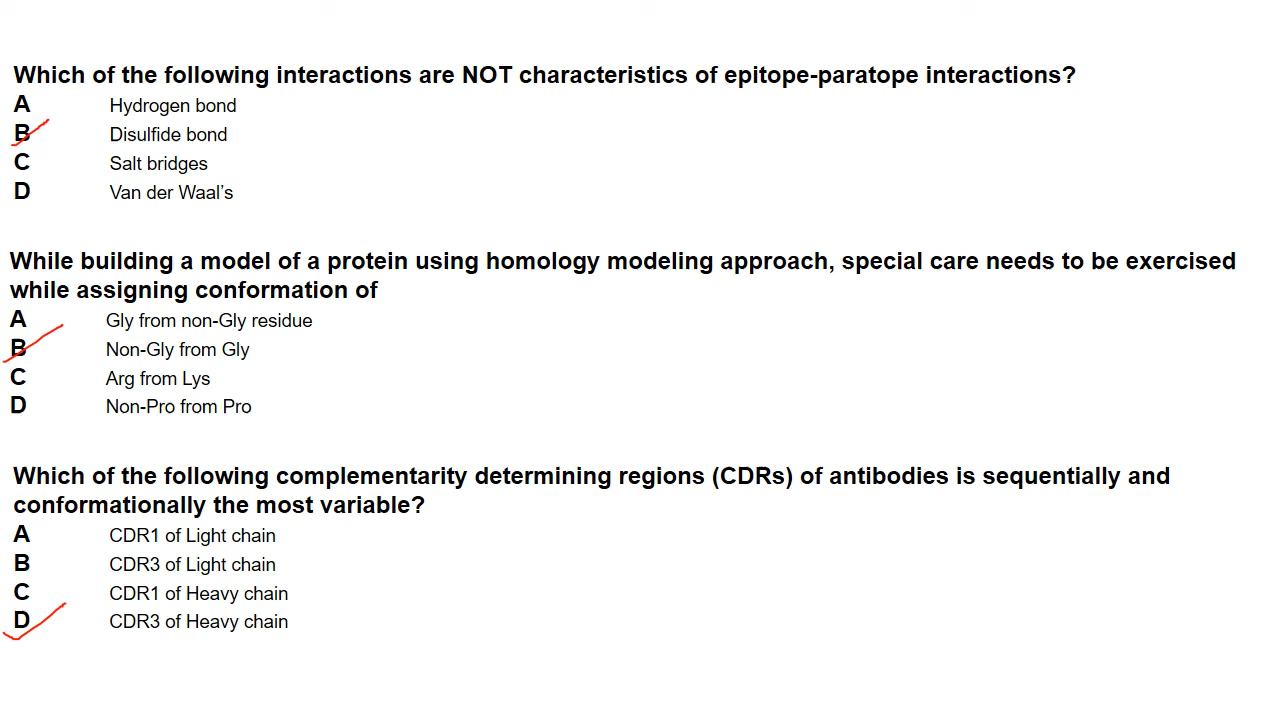 Which of the following interactions are NOT characteristics of epitope-paratope interactions?
A Hydrogen bond
B Disulfide bond
C Salt bridges
D Van der Waal’s
While building a model of a protein using homology modeling approach, special care needs to be exercised
while assigning conformation of
A Gly from non-Gly residue
B Non-Gly from Gly
C Arg from Lys
D Non-Pro from Pro
Which of the following complementarity determining regions (CDRs) of antibodies is sequentially and
conformationally the most variable?
A CDR1 of Light chain
B CDR3 of Light chain
C CDR1 of Heavy chain
D CDR3 of Heavy chain